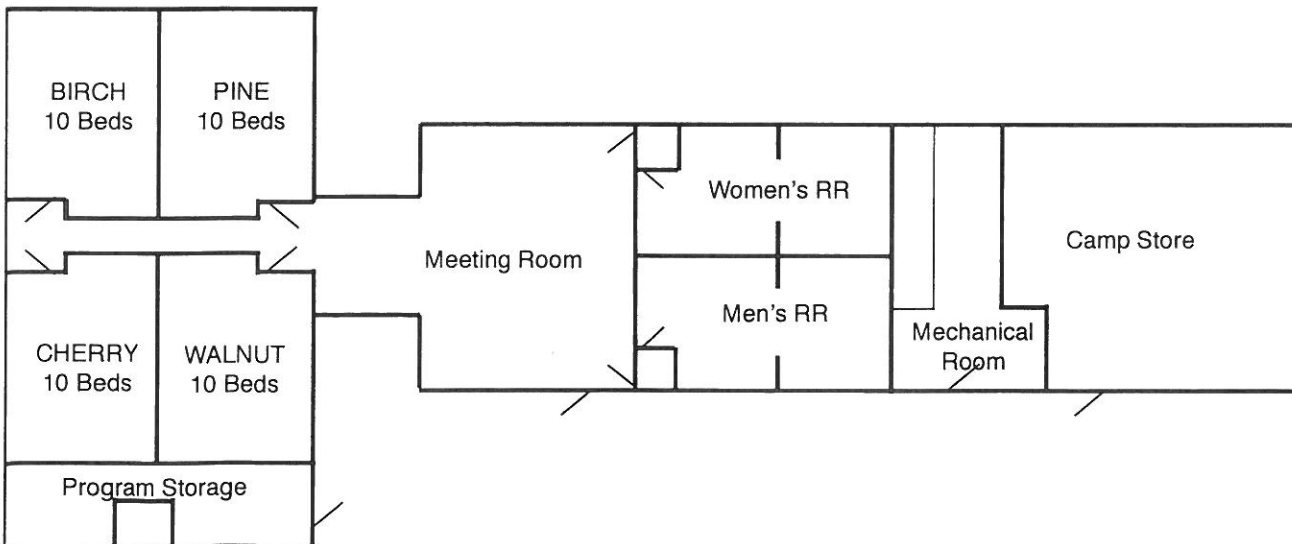 BIRCH
10 Beds
PINE
10 Beds
Women's RR
Camp Store
Meeting Room
Men's RR
Mechanical
Room
CHERRY
10 Beds
WALNUT
10 Beds
Program Storage